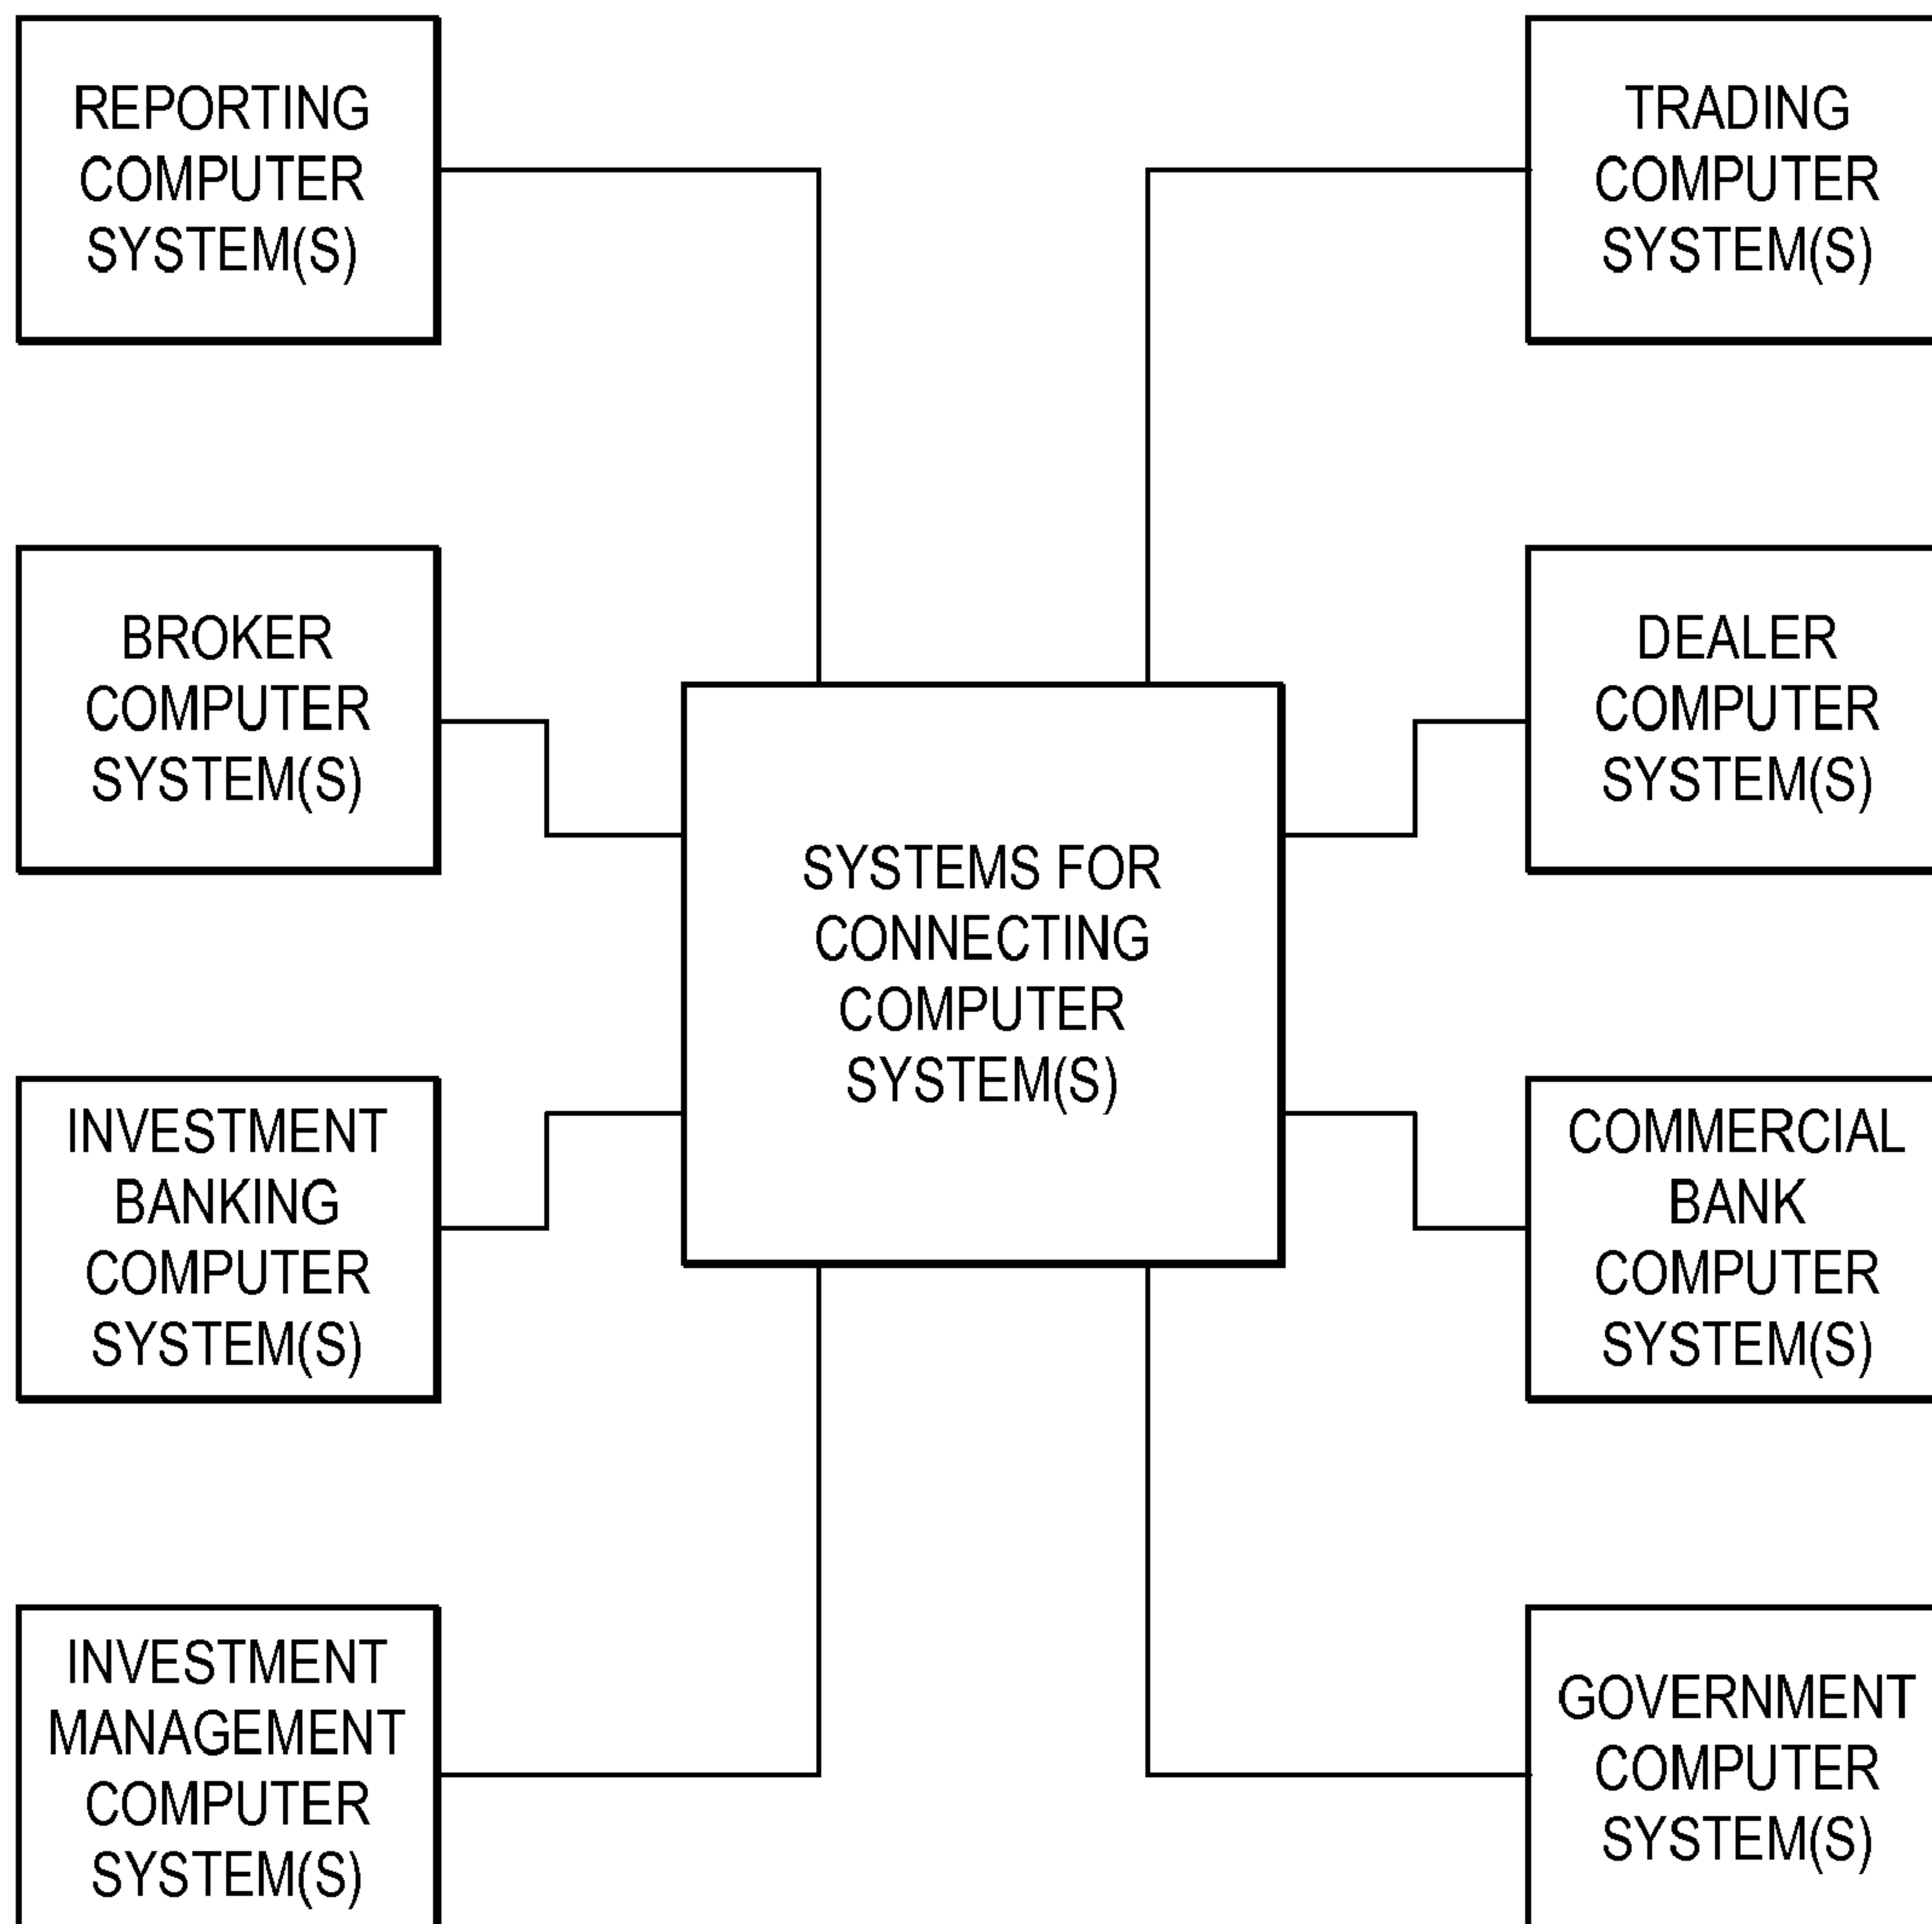 REPORTING
COMPUTER
SYSTEM(S)
TRADING
COMPUTER
SYSTEM(S)
BROKER
COMPUTER
SYSTEM(S)
DEALER
COMPUTER
SYSTEM(S)
SYSTEMS FOR
CONNECTING
COMPUTER
SYSTEM(S)
INVESTMENT
BANKING
COMPUTER
SYSTEM(S)
COMMERCIAL
BANK
COMPUTER
SYSTEM(S)
INVESTMENT
MANAGEMENT
COMPUTER
SYSTEM(S)
GOVERNMENT
COMPUTER
SYSTEM(S)